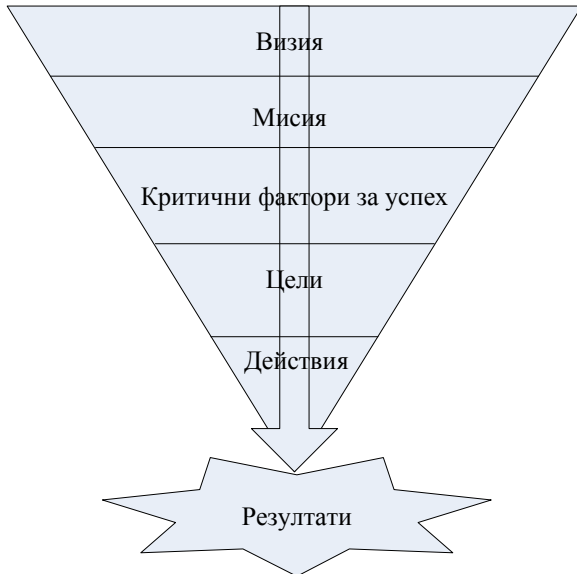 Визия
Мисия
Критични фактори за успех
Цели
Действия
Резултати